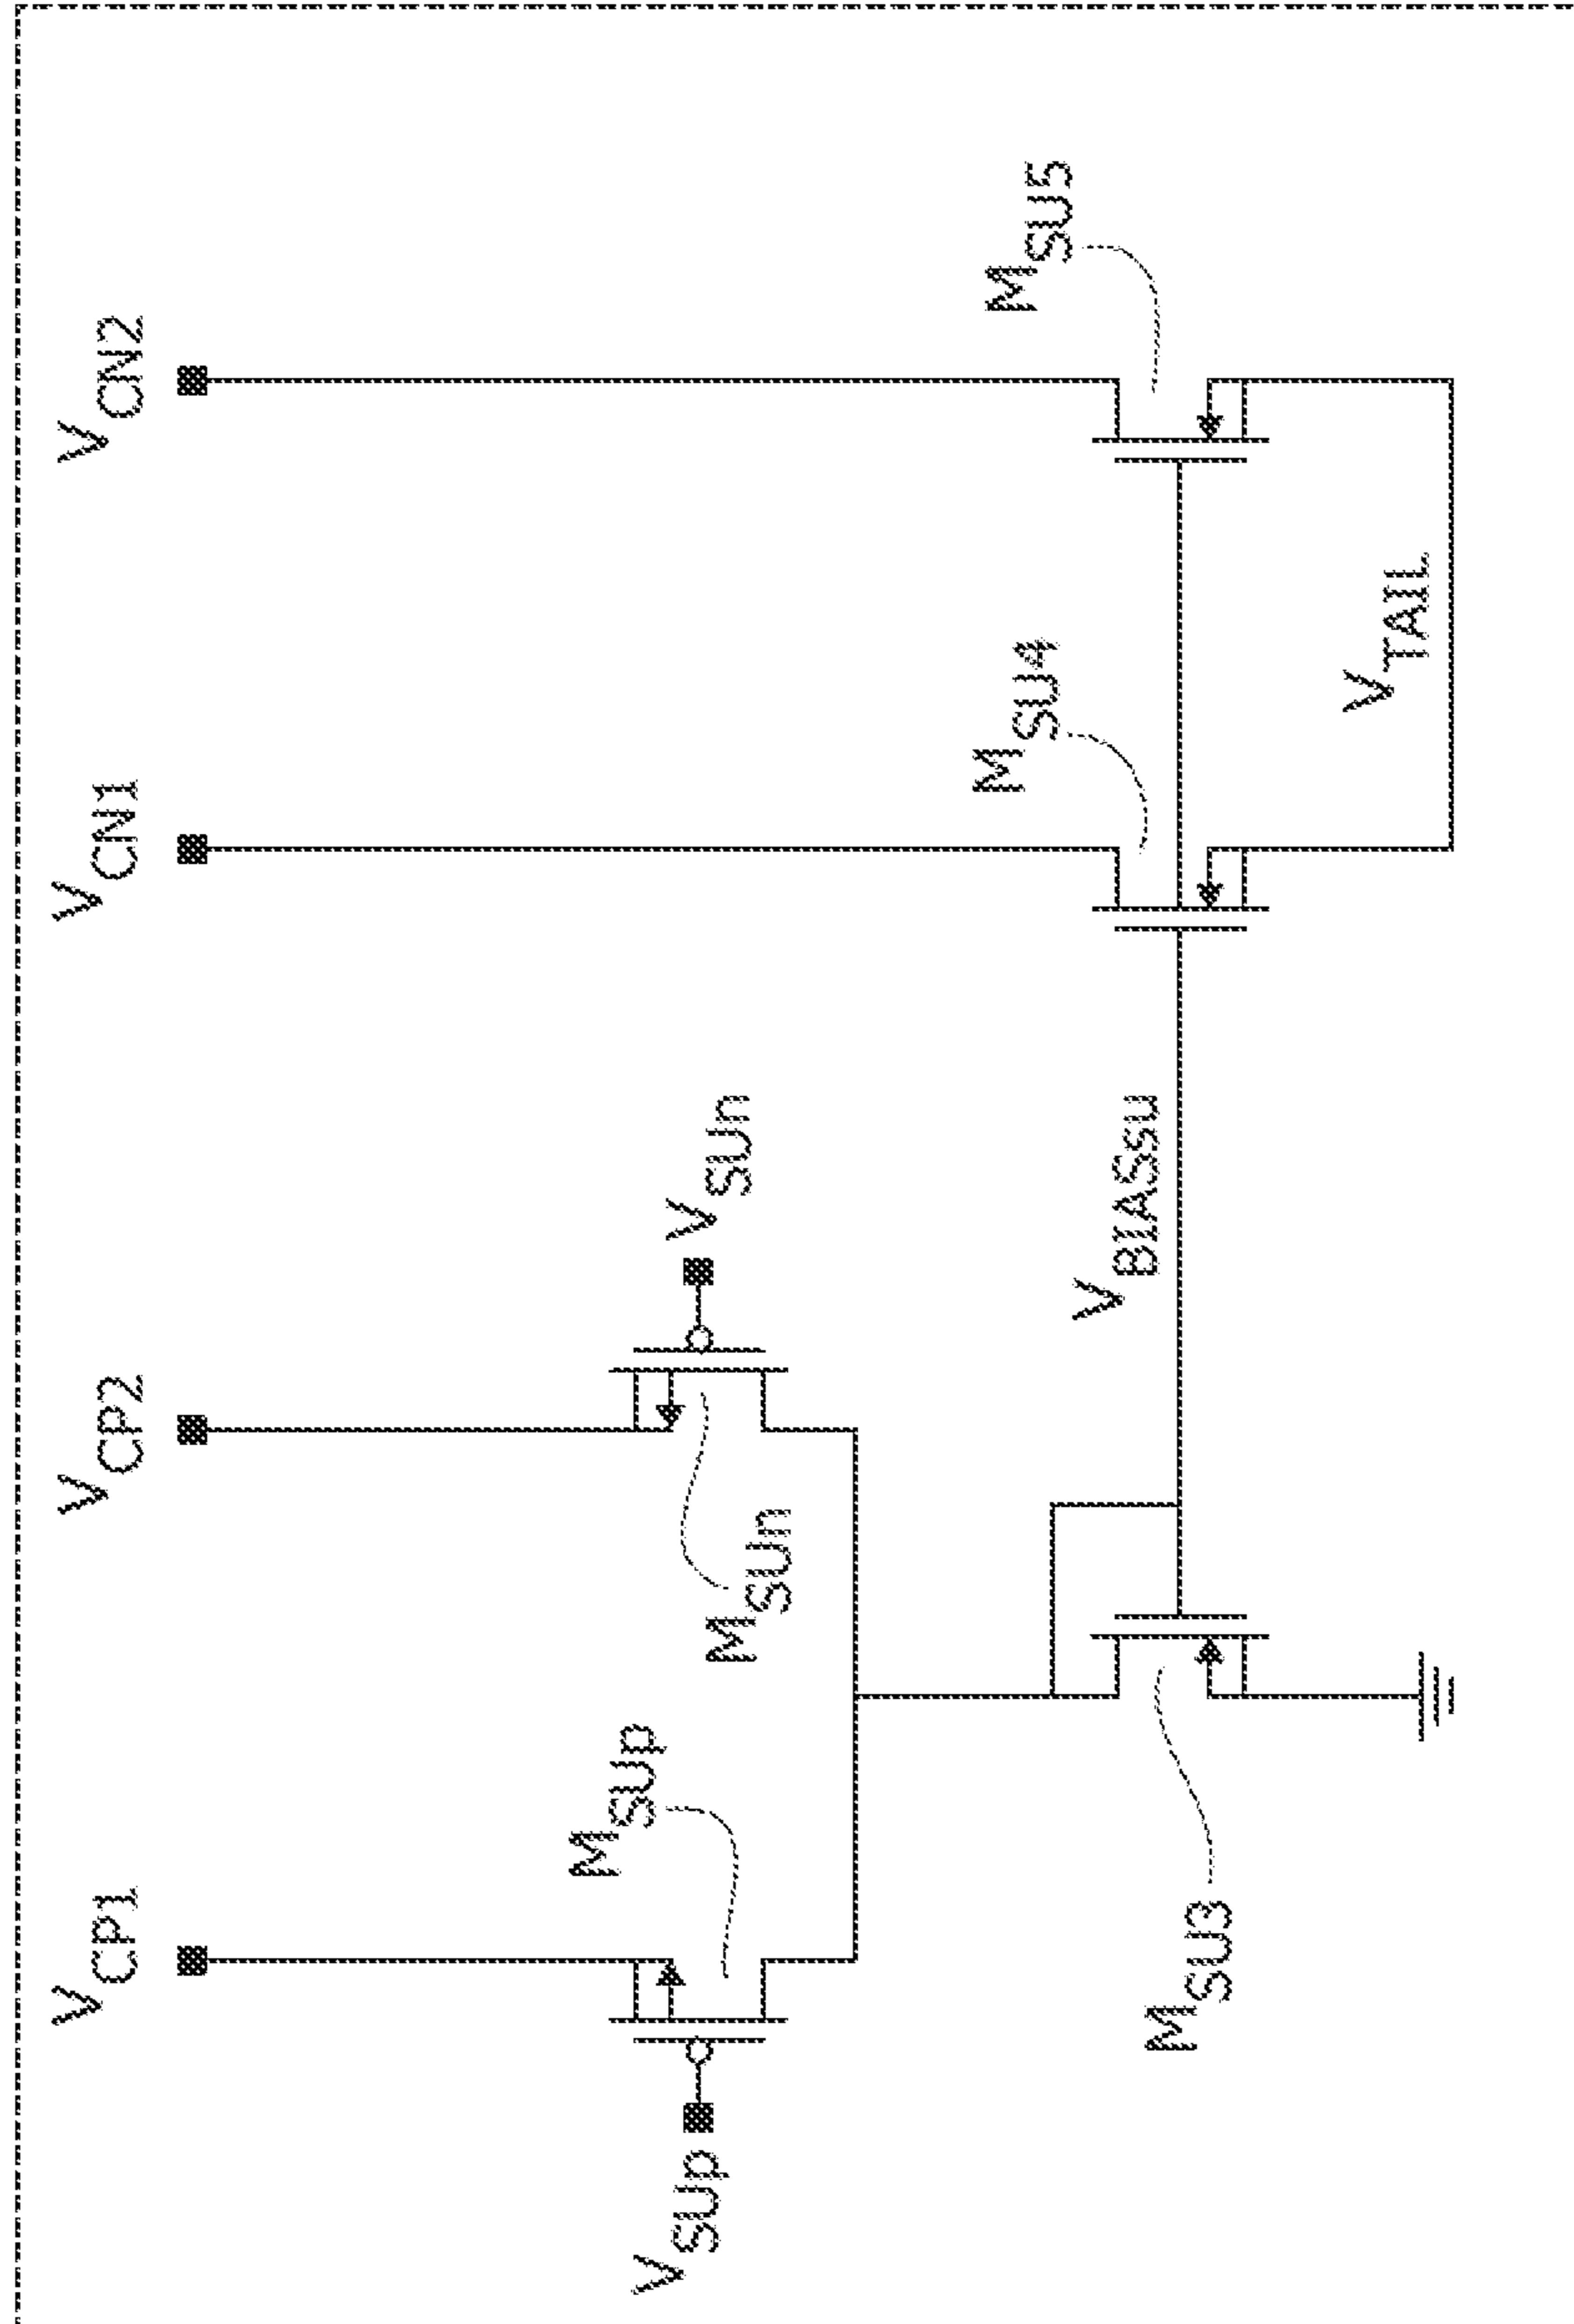 VCP1
VCP2
VCN1
VCN2
VSUp
MSUp
MSUn
VSUn
MSU3
VBIASsu
MSU4
MSU5
VTAIL